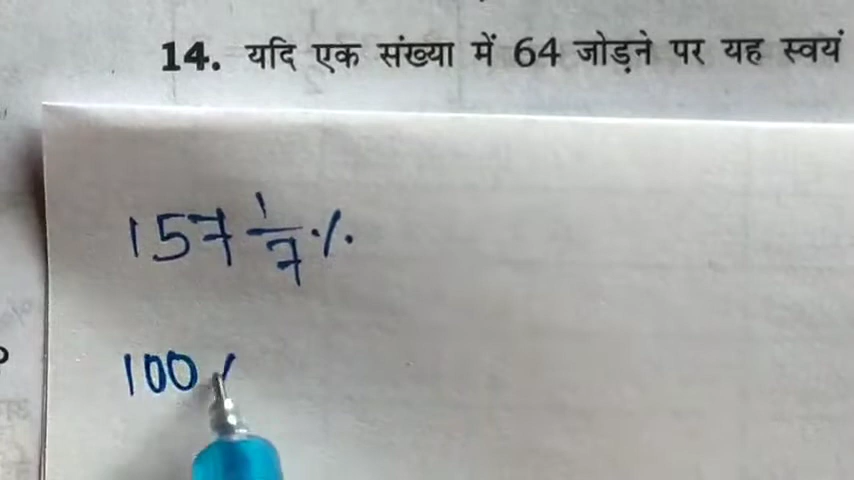 14. यदि एक संख्या में 64 जोड़ने पर यह स्वयं
157 1/7 %
100 %